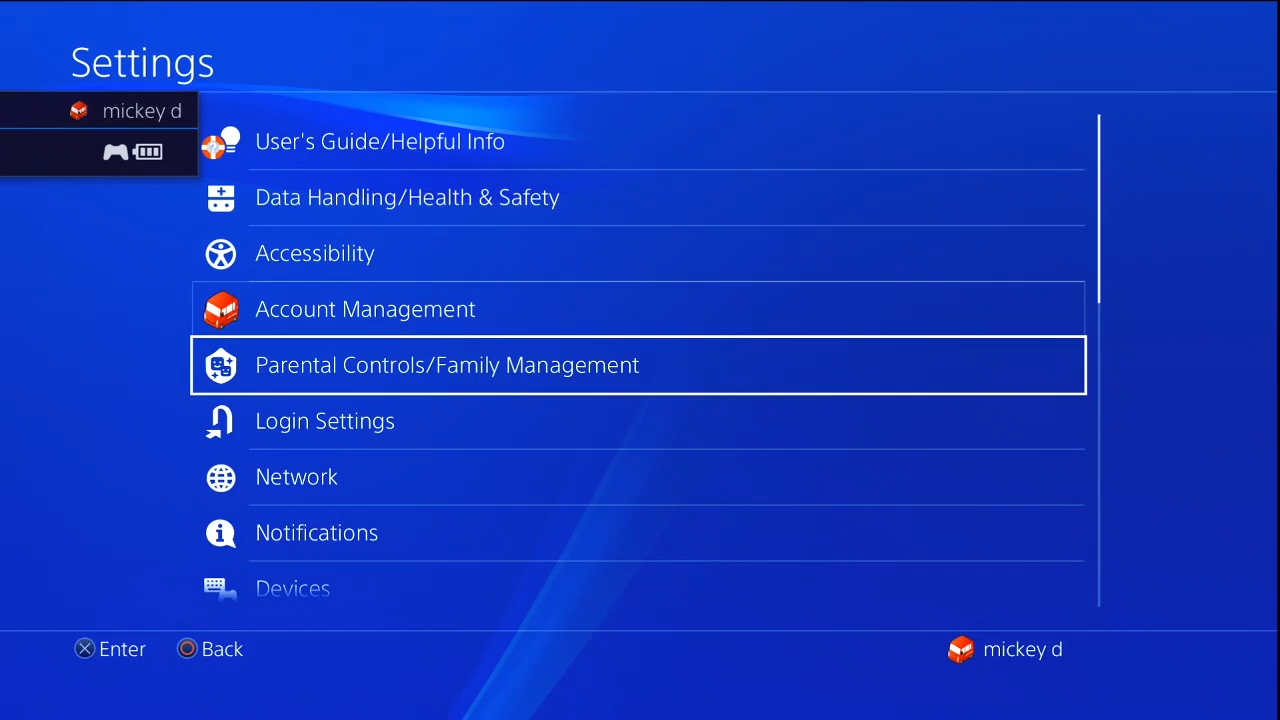 Settings
mickey d
User's Guide/Helpful Info
Data Handling/Health & Safety
Accessibility
Account Management
Parental Controls/Family Management
Login Settings
Network
Notifications
Devices
Enter Back mickey d